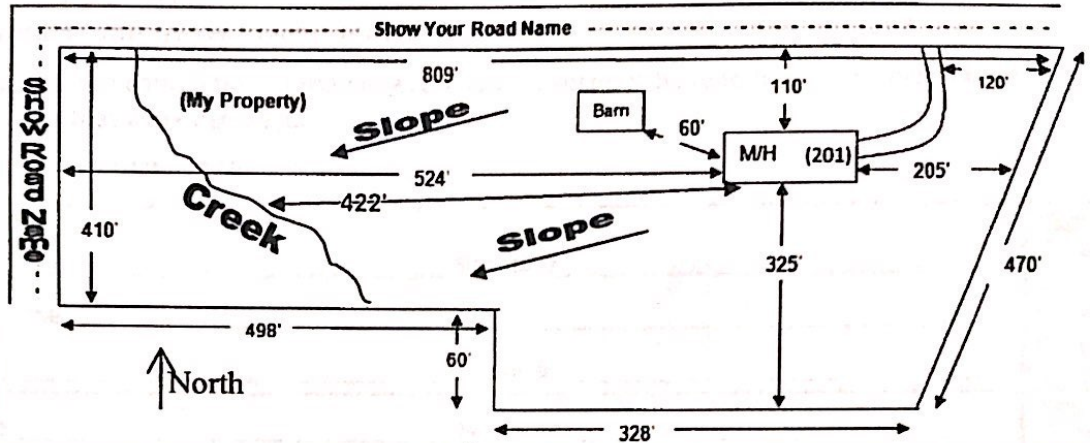 Show Your Road Name
Show Road Name
809'
(My Property)
Slope
110'
120'
Barn
60'
M/H (201)
524'
205'
422'
Creek
410'
Slope
325'
470'
498'
60'
North
328'